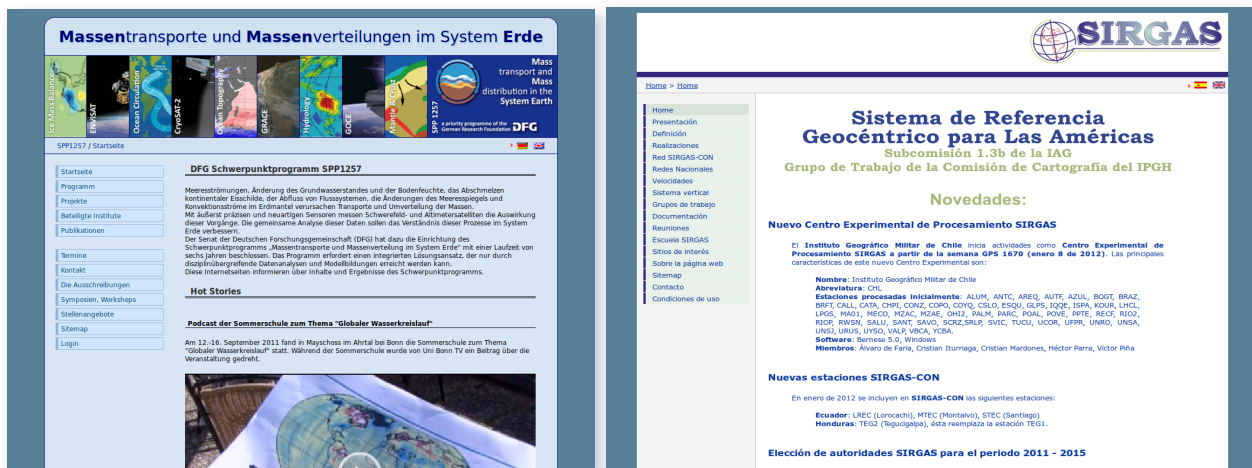 Massentransporte und Massenverteilungen im System Erde
Ice Mass Balance
ENVISAT
Ocean Circulation
CryoSAT-2
Ocean Topography
GRACE
Hydrology
GOCE
Mantle & Crust
SPP 1257
Mass
transport and
Mass
distribution in the
System Earth
a priority programme of the
German Research Foundation DFG
SPP1257 / Startseite
Startseite
Programm
Projekte
Beteiligte Institute
Publikationen
Termine
Kontakt
Die Ausschreibungen
Symposien, Workshops
Stellenangebote
Sitemap
Login
DFG Schwerpunktprogramm SPP1257
Meeresströmungen, Änderung des Grundwasserstandes und der Bodenfeuchte, das Abschmelzen
kontinentaler Eisschilde, der Abfluss von Flusssystemen, die Änderungen des Meeresspiegels und
Konvektionsströme im Erdmantel verursachen Transporte und Umverteilung der Massen.
Mit äußerst präzisen und neuartigen Sensoren messen Schwerefeld- und Altimetersatelliten die Auswirkung
dieser Vorgänge. Die gemeinsame Analyse dieser Daten sollen das Verständnis dieser Prozesse im System
Erde verbessern.
Der Senat der Deutschen Forschungsgemeinschaft (DFG) hat dazu die Einrichtung des
Schwerpunktprogramms „Massentransporte und Massenverteilung im System Erde" mit einer Laufzeit von
sechs Jahren beschlossen. Das Programm erfordert einen integrierten Lösungsansatz, der nur durch
disziplinübergreifende Datenanalysen und Modellbildungen erreicht werden kann.
Diese Internetseiten informieren über Inhalte und Ergebnisse des Schwerpunktprogramms.
Hot Stories
Podcast der Sommerschule zum Thema "Globaler Wasserkreislauf"
Am 12.-16. September 2011 fand in Mayschoss im Ahrtal bei Bonn die Sommerschule zum Thema
"Globaler Wasserkreislauf" statt. Während der Sommerschule wurde von Uni Bonn TV ein Beitrag über die
Veranstaltung gedreht.
SIRGAS
Home > Home
Home
Presentación
Definición
Realizaciones
Red SIRGAS-CON
Redes Nacionales
Velocidades
Sistema vertical
Grupos de trabajo
Documentación
Reuniones
Escuela SIRGAS
Sitios de interés
Sobre la página web
Sitemap
Contacto
Condiciones de uso
Sistema de Referencia
Geocéntrico para Las Américas
Subcomisión 1.3b de la IAG
Grupo de Trabajo de la Comisión de Cartografía del IPGH
Novedades:
Nuevo Centro Experimental de Procesamiento SIRGAS
El Instituto Geográfico Militar de Chile inicia actividades como Centro Experimental de
Procesamiento SIRGAS a partir de la semana GPS 1670 (enero 8 de 2012). Las principales
características de este nuevo Centro Experimental son:
Nombre: Instituto Geográfico Militar de Chile
Abreviatura: CHL
Estaciones procesadas inicialmente: ALUM, ANTC, AREQ, AUTF, AZUL, BOGT, BRAZ,
BRFT, CALL, CATA, CHPI, CONZ, COPO, COYQ, CSLO, ESQU, GLPS, IQQE, ISPA, KOUR, LHCL,
LPGS, MA01, MECO, MZAC, MZAE, OHI2, PALM, PARC, POAL, POVE, PPTE, RECF, RIO2,
RIOP, RWSN, SALU, SANT, SAVO, SCRZ,SRLP, SVIC, TUCU, UCOR, UFPR, UNRO, UNSA,
UNSJ, URUS, UYSO, VALP, VBCA, YCBA.
Software: Bernese 5.0, Windows
Miembros: Álvaro de Faria, Cristian Iturriaga, Cristian Mardones, Héctor Parra, Víctor Piña
Nuevas estaciones SIRGAS-CON
En enero de 2012 se incluyen en SIRGAS-CON las siguientes estaciones:
Ecuador: LREC (Lorocachi), MTEC (Montalvo), STEC (Santiago)
Honduras: TEG2 (Tegucigalpa), ésta reemplaza la estación TEG1.
Elección de autoridades SIRGAS para el periodo 2011 - 2015